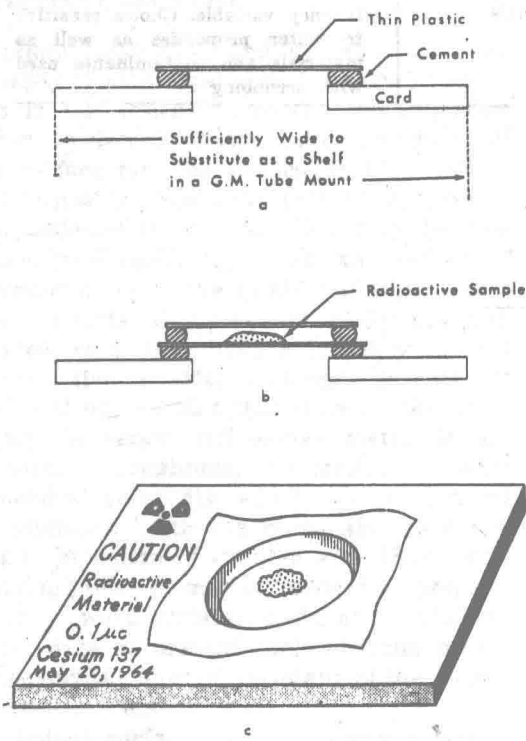 Thin Plastic
Cement
Card
Sufficiently Wide to
Substitute as a Shelf
in a G.M. Tube Mount
a
Radioactive Sample
b
CAUTION
Radioactive
Material
0.1μc
Cesium 137
May 20, 1964
c